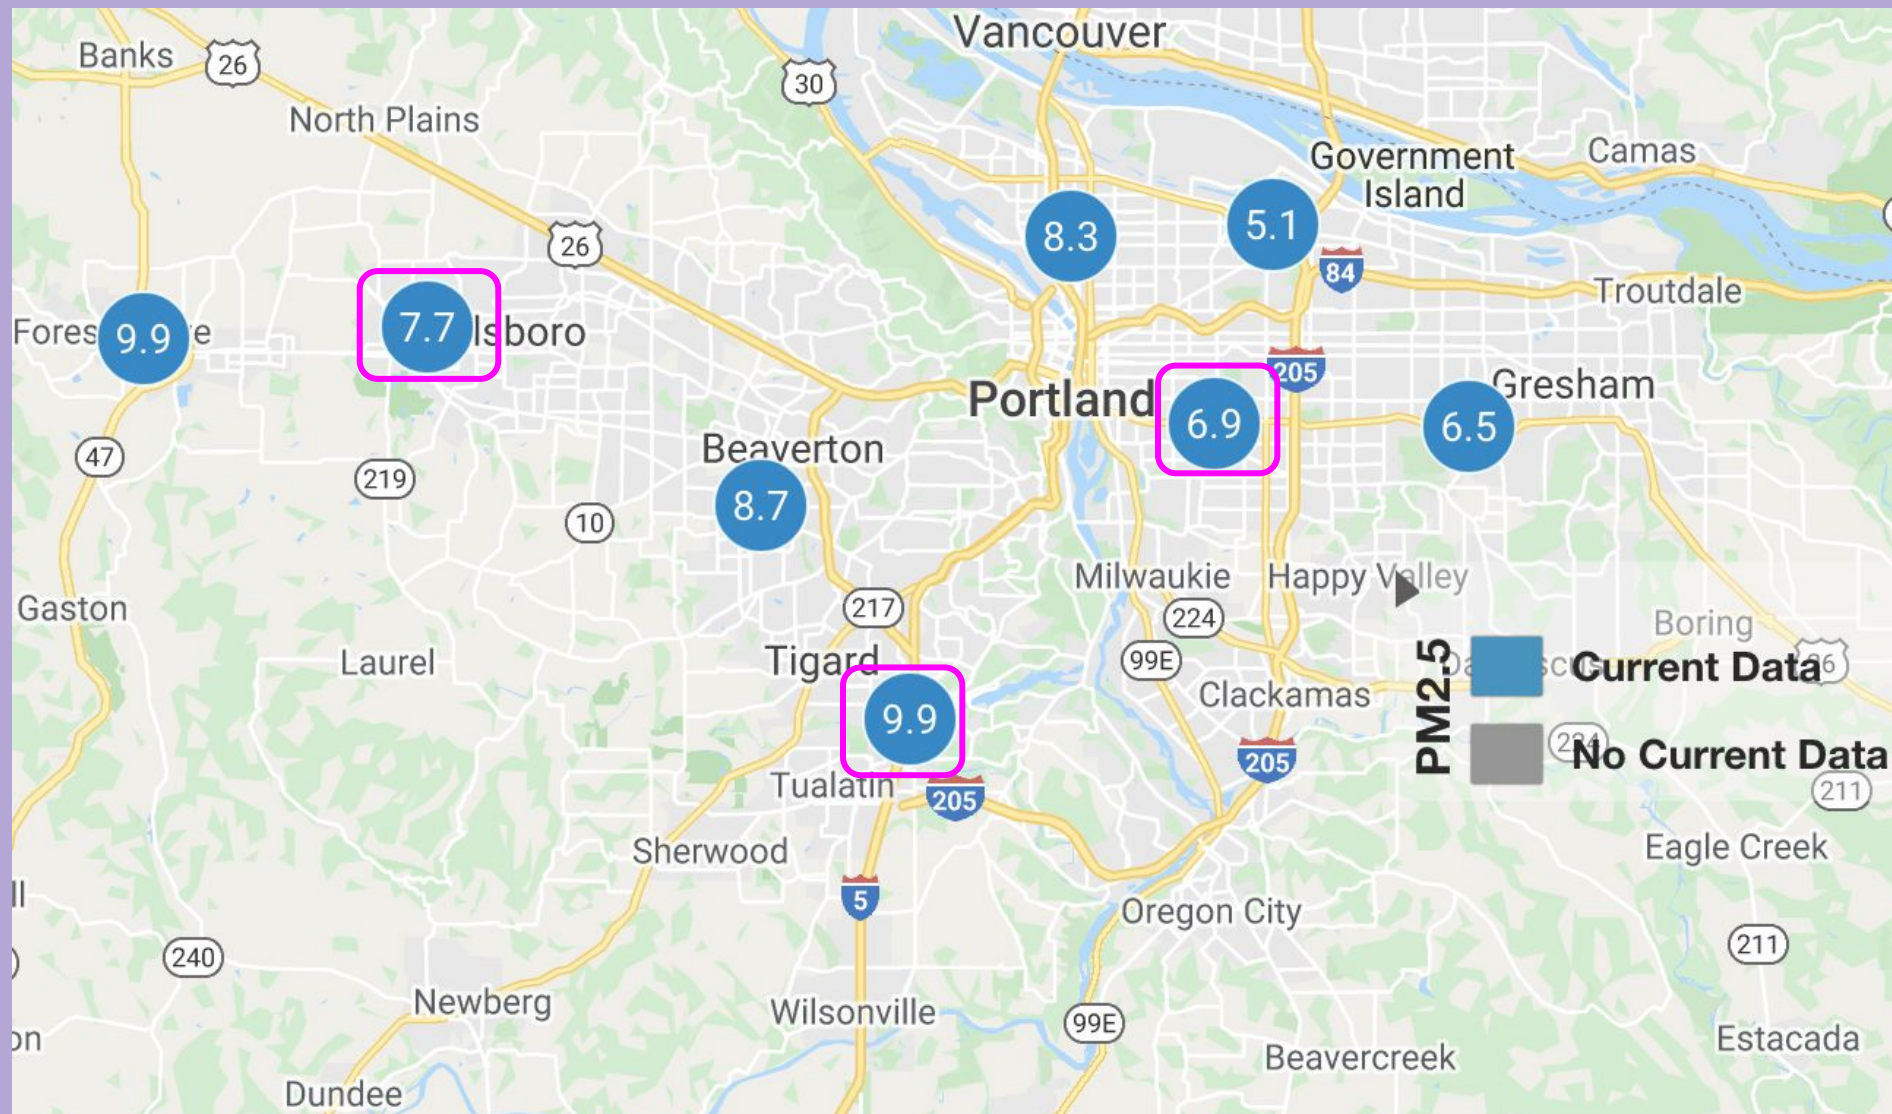 Vancouver
Banks
26
30
North Plains
Camas
Government
Island
8.3
5.1
26
84
Troutdale
9.9
7.7
lsboro
205
Gresham
Portland
6.9
6.5
Beaverton
47
219
8.7
10
Milwaukie
Happy Valley
Gaston
217
224
Boring
Laurel
Tigard
99E
PM2.5
Current Data
Clackamas
9.9
205
No Current Data
Tualatin
205
211
Sherwood
Eagle Creek
5
Oregon City
240
211
Newberg
Wilsonville
99E
Estacada
Beavercreek
Dundee